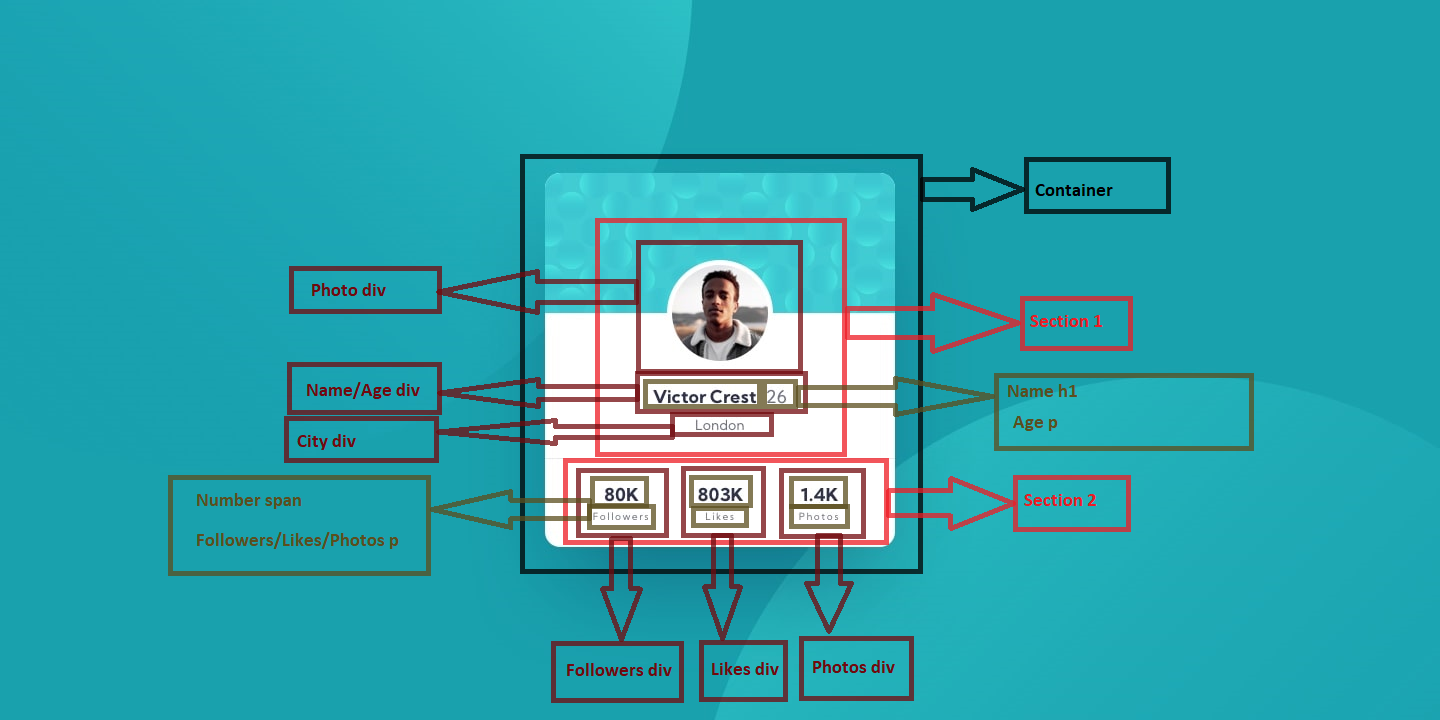 Container
Photo div
Section 1
Name/Age div
Victor Crest 26
Name h1
Age p
London
City div
Number span
Followers/Likes/Photos p
80K
Followers
803K
Likes
1.4K
Photos
Section 2
Followers div
Likes div
Photos div